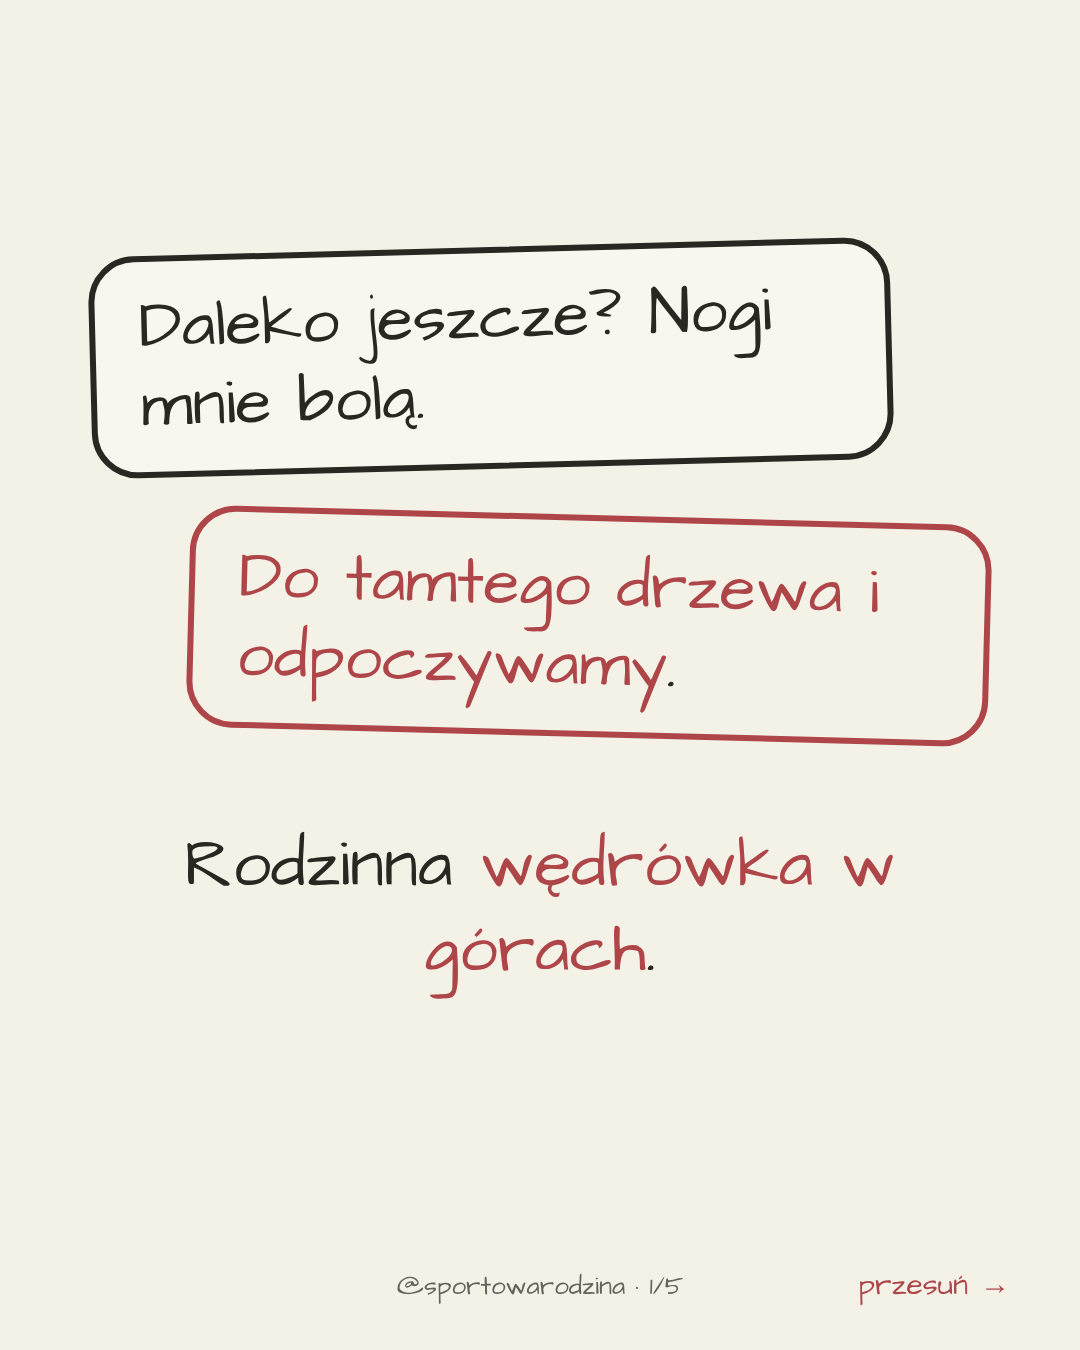 Daleko jeszcze? Nogi
mnie bolą.
Do tamtego drzewa i
odpoczywamy.
Rodzinna wędrówka w
górach.
@sportowarodzina · 1/5
przesuń →